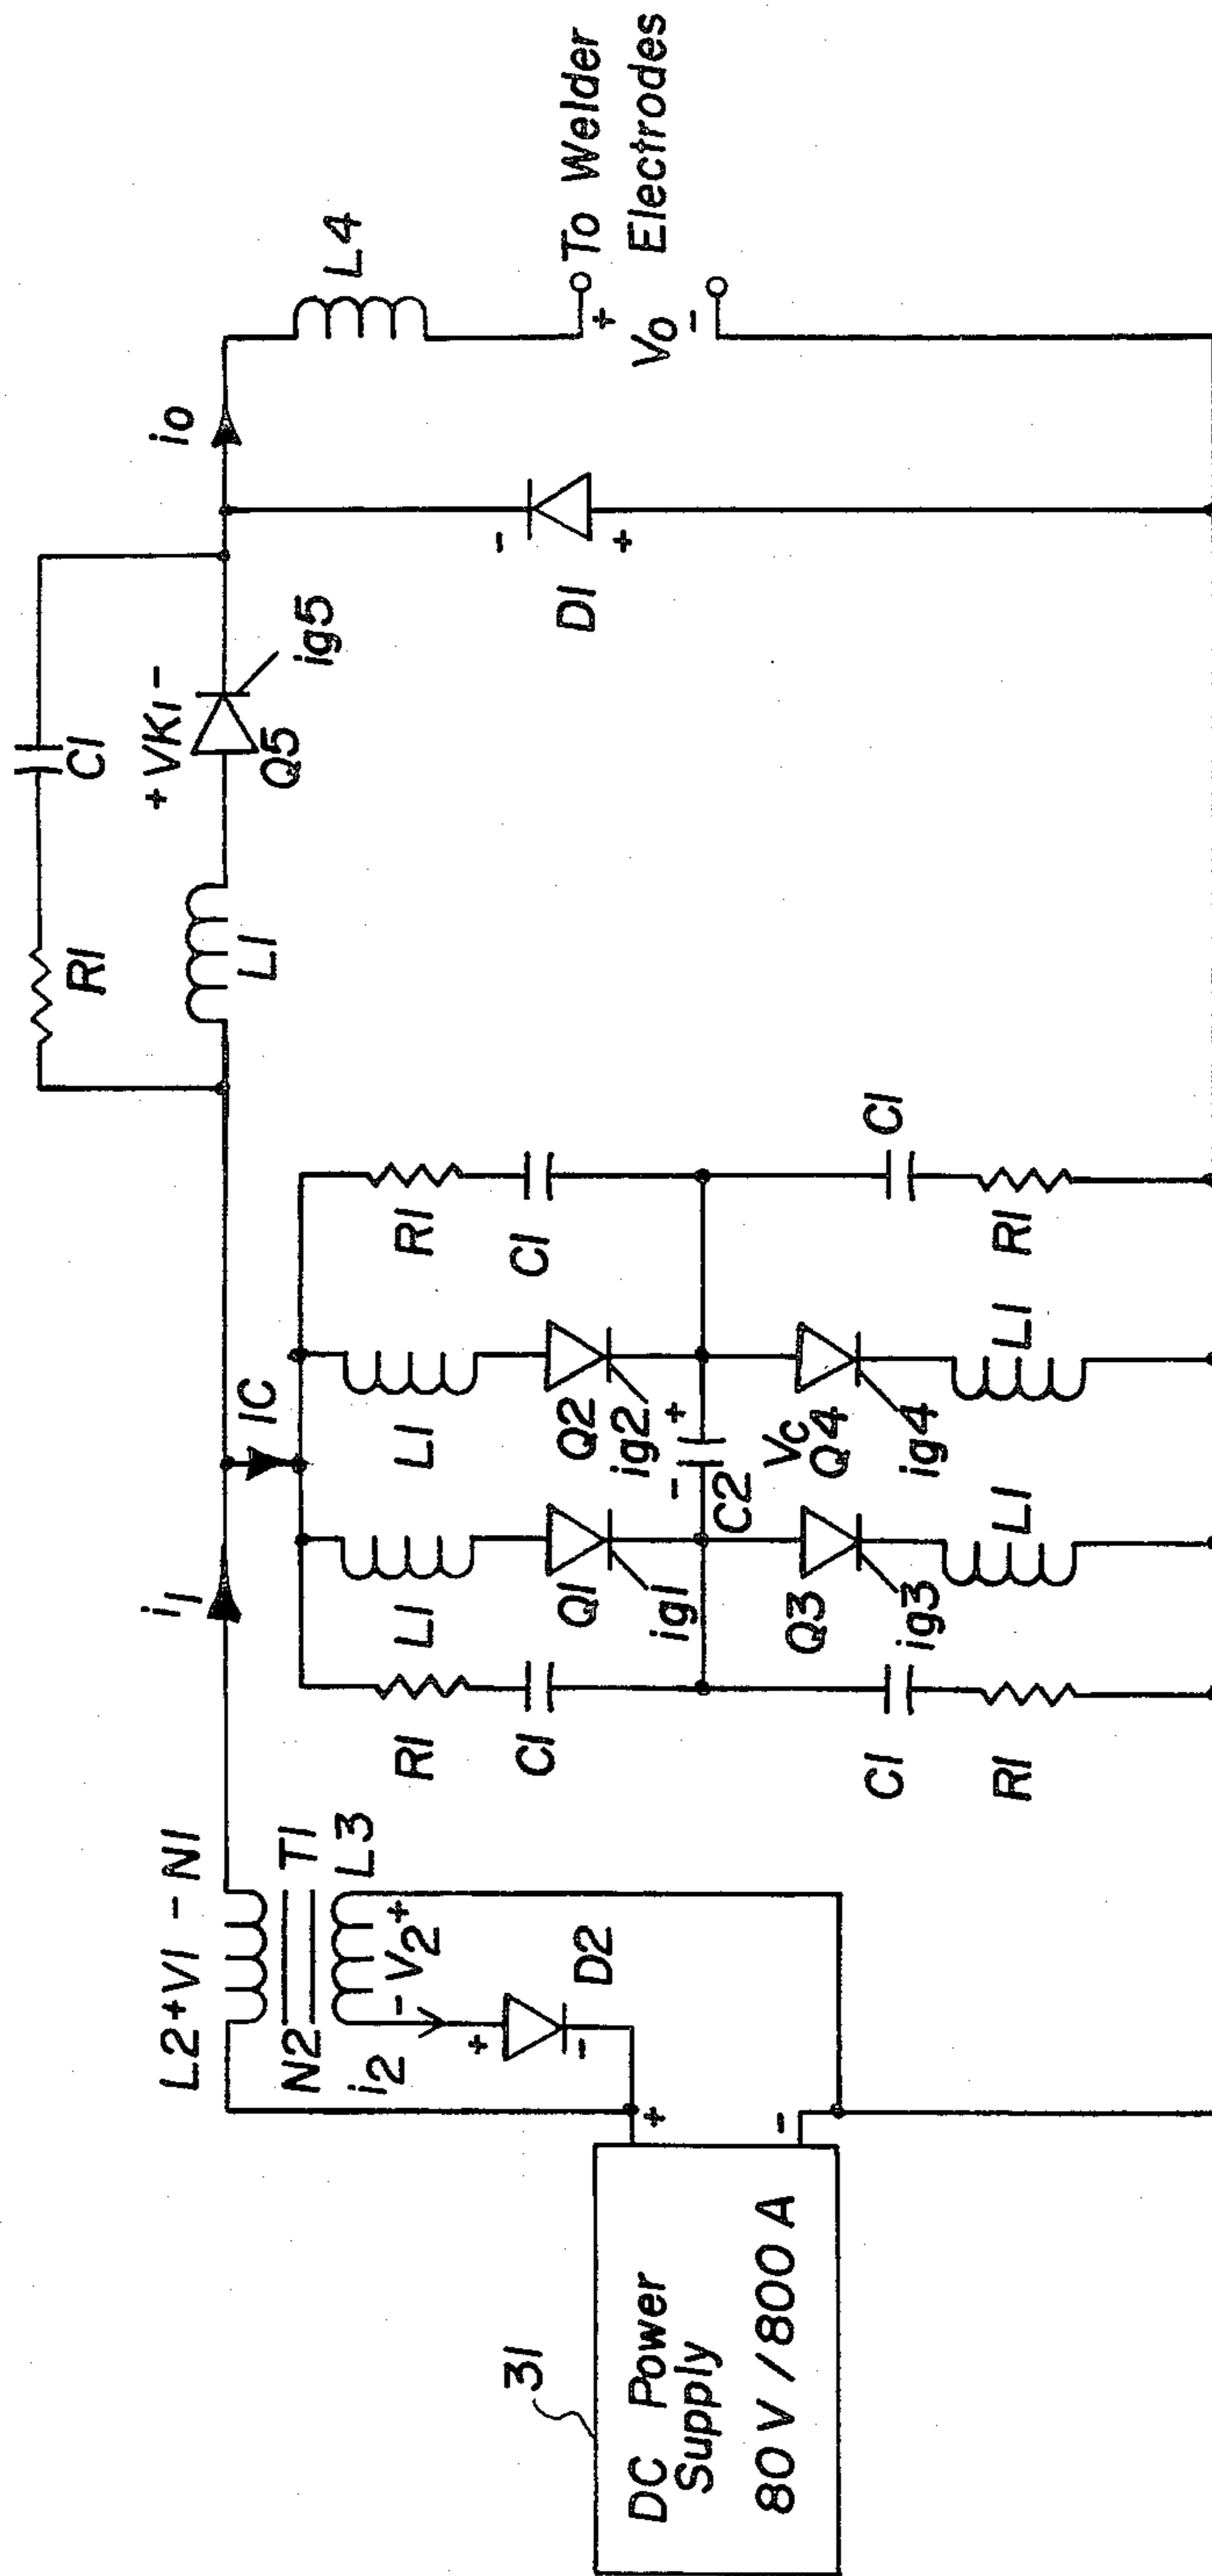 31
DC Power
Supply
80 V / 800 A
+
-
L2+V1 - N1
N2
T1
L3
i2
- V2 +
+
-
D2
i1
IC
R1
C1
L1
Q1
ig1
L1
Q2
ig2
R1
C1
- +
C2
Vc
C1
R1
Q3
ig3
L1
Q4
ig4
L1
C1
R1
R1
C1
L1
+ VK1 -
Q5
ig5
-
+
D1
io
L4
+
Vo
-
To Welder
Electrodes